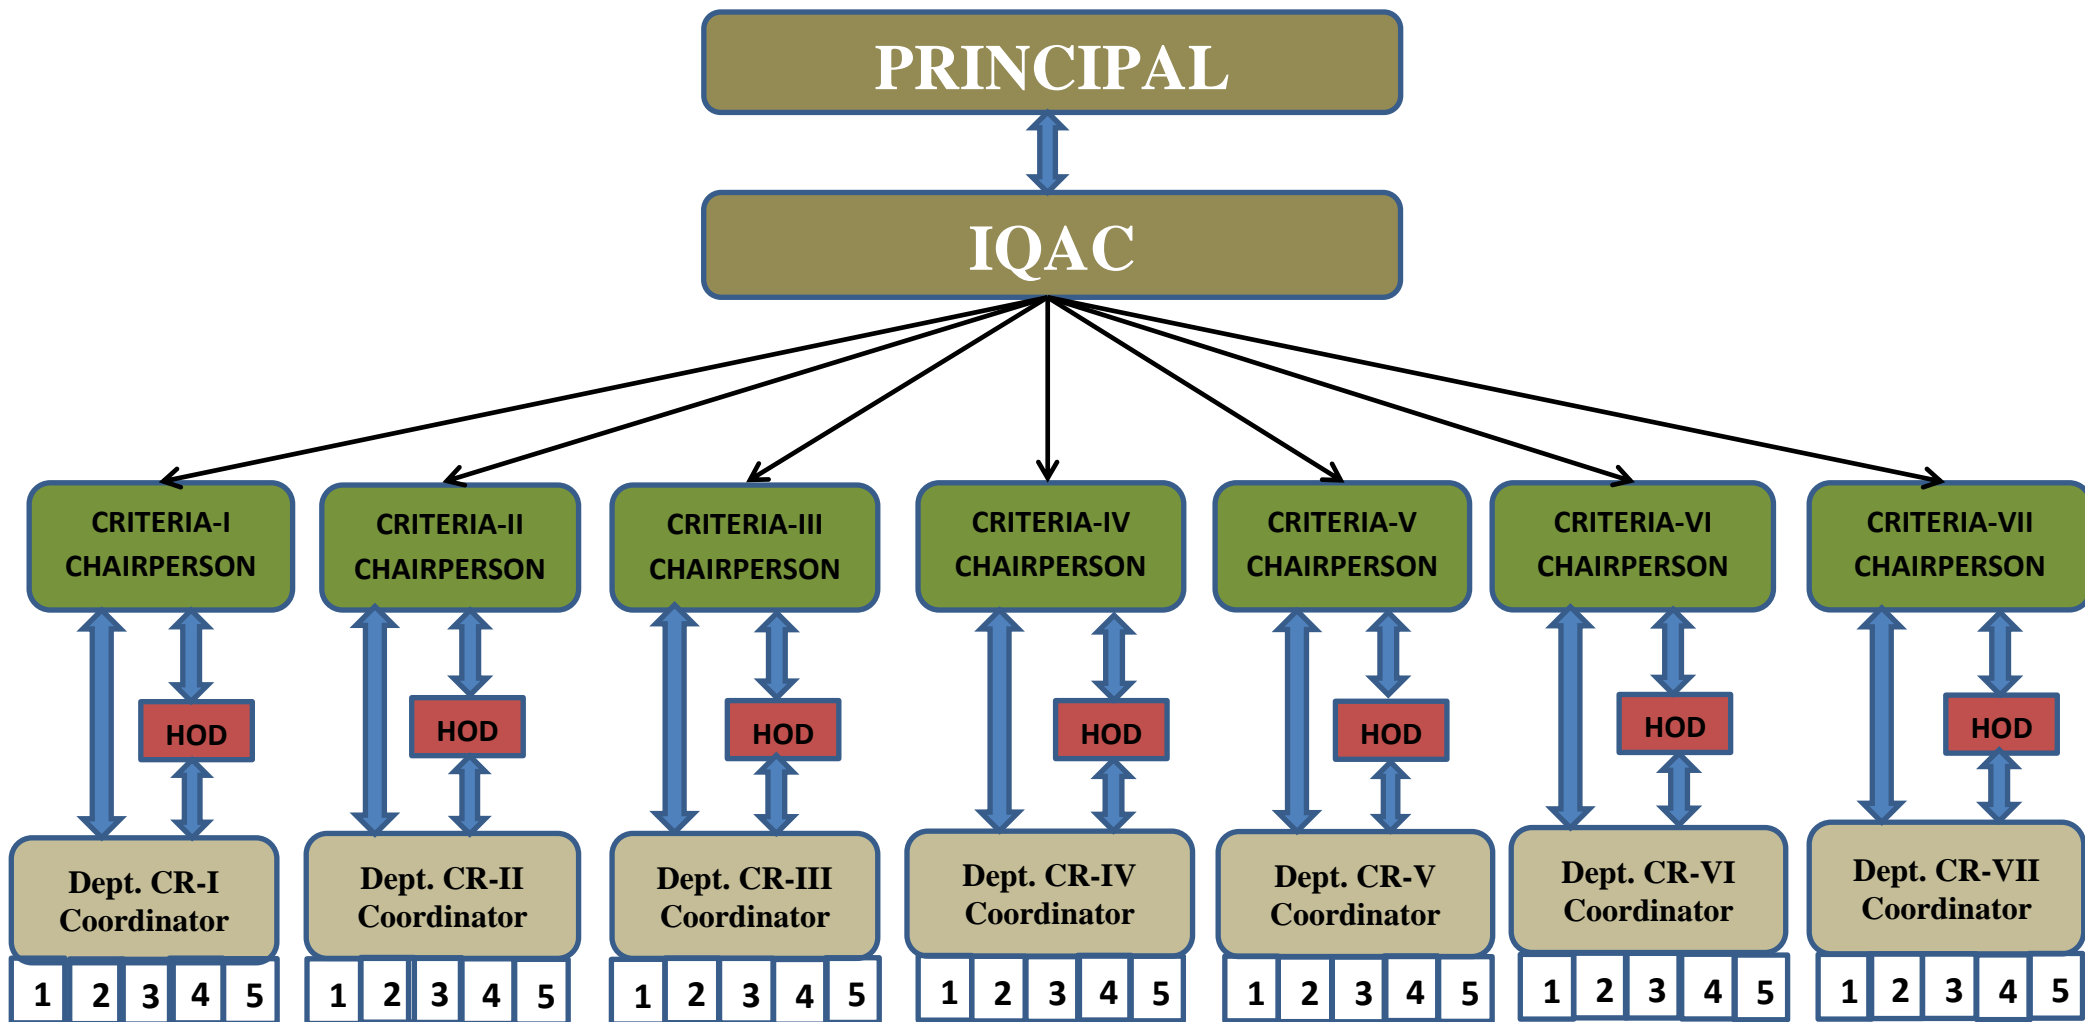 PRINCIPAL
IQAC
CRITERIA-I
CHAIRPERSON
CRITERIA-II
CHAIRPERSON
CRITERIA-III
CHAIRPERSON
CRITERIA-IV
CHAIRPERSON
CRITERIA-V
CHAIRPERSON
CRITERIA-VI
CHAIRPERSON
CRITERIA-VII
CHAIRPERSON
HOD
HOD
HOD
HOD
HOD
HOD
HOD
Dept. CR-I
Coordinator
Dept. CR-II
Coordinator
Dept. CR-III
Coordinator
Dept. CR-IV
Coordinator
Dept. CR-V
Coordinator
Dept. CR-VI
Coordinator
Dept. CR-VII
Coordinator
1 2 3 4 5
1 2 3 4 5
1 2 3 4 5
1 2 3 4 5
1 2 3 4 5
1 2 3 4 5
1 2 3 4 5